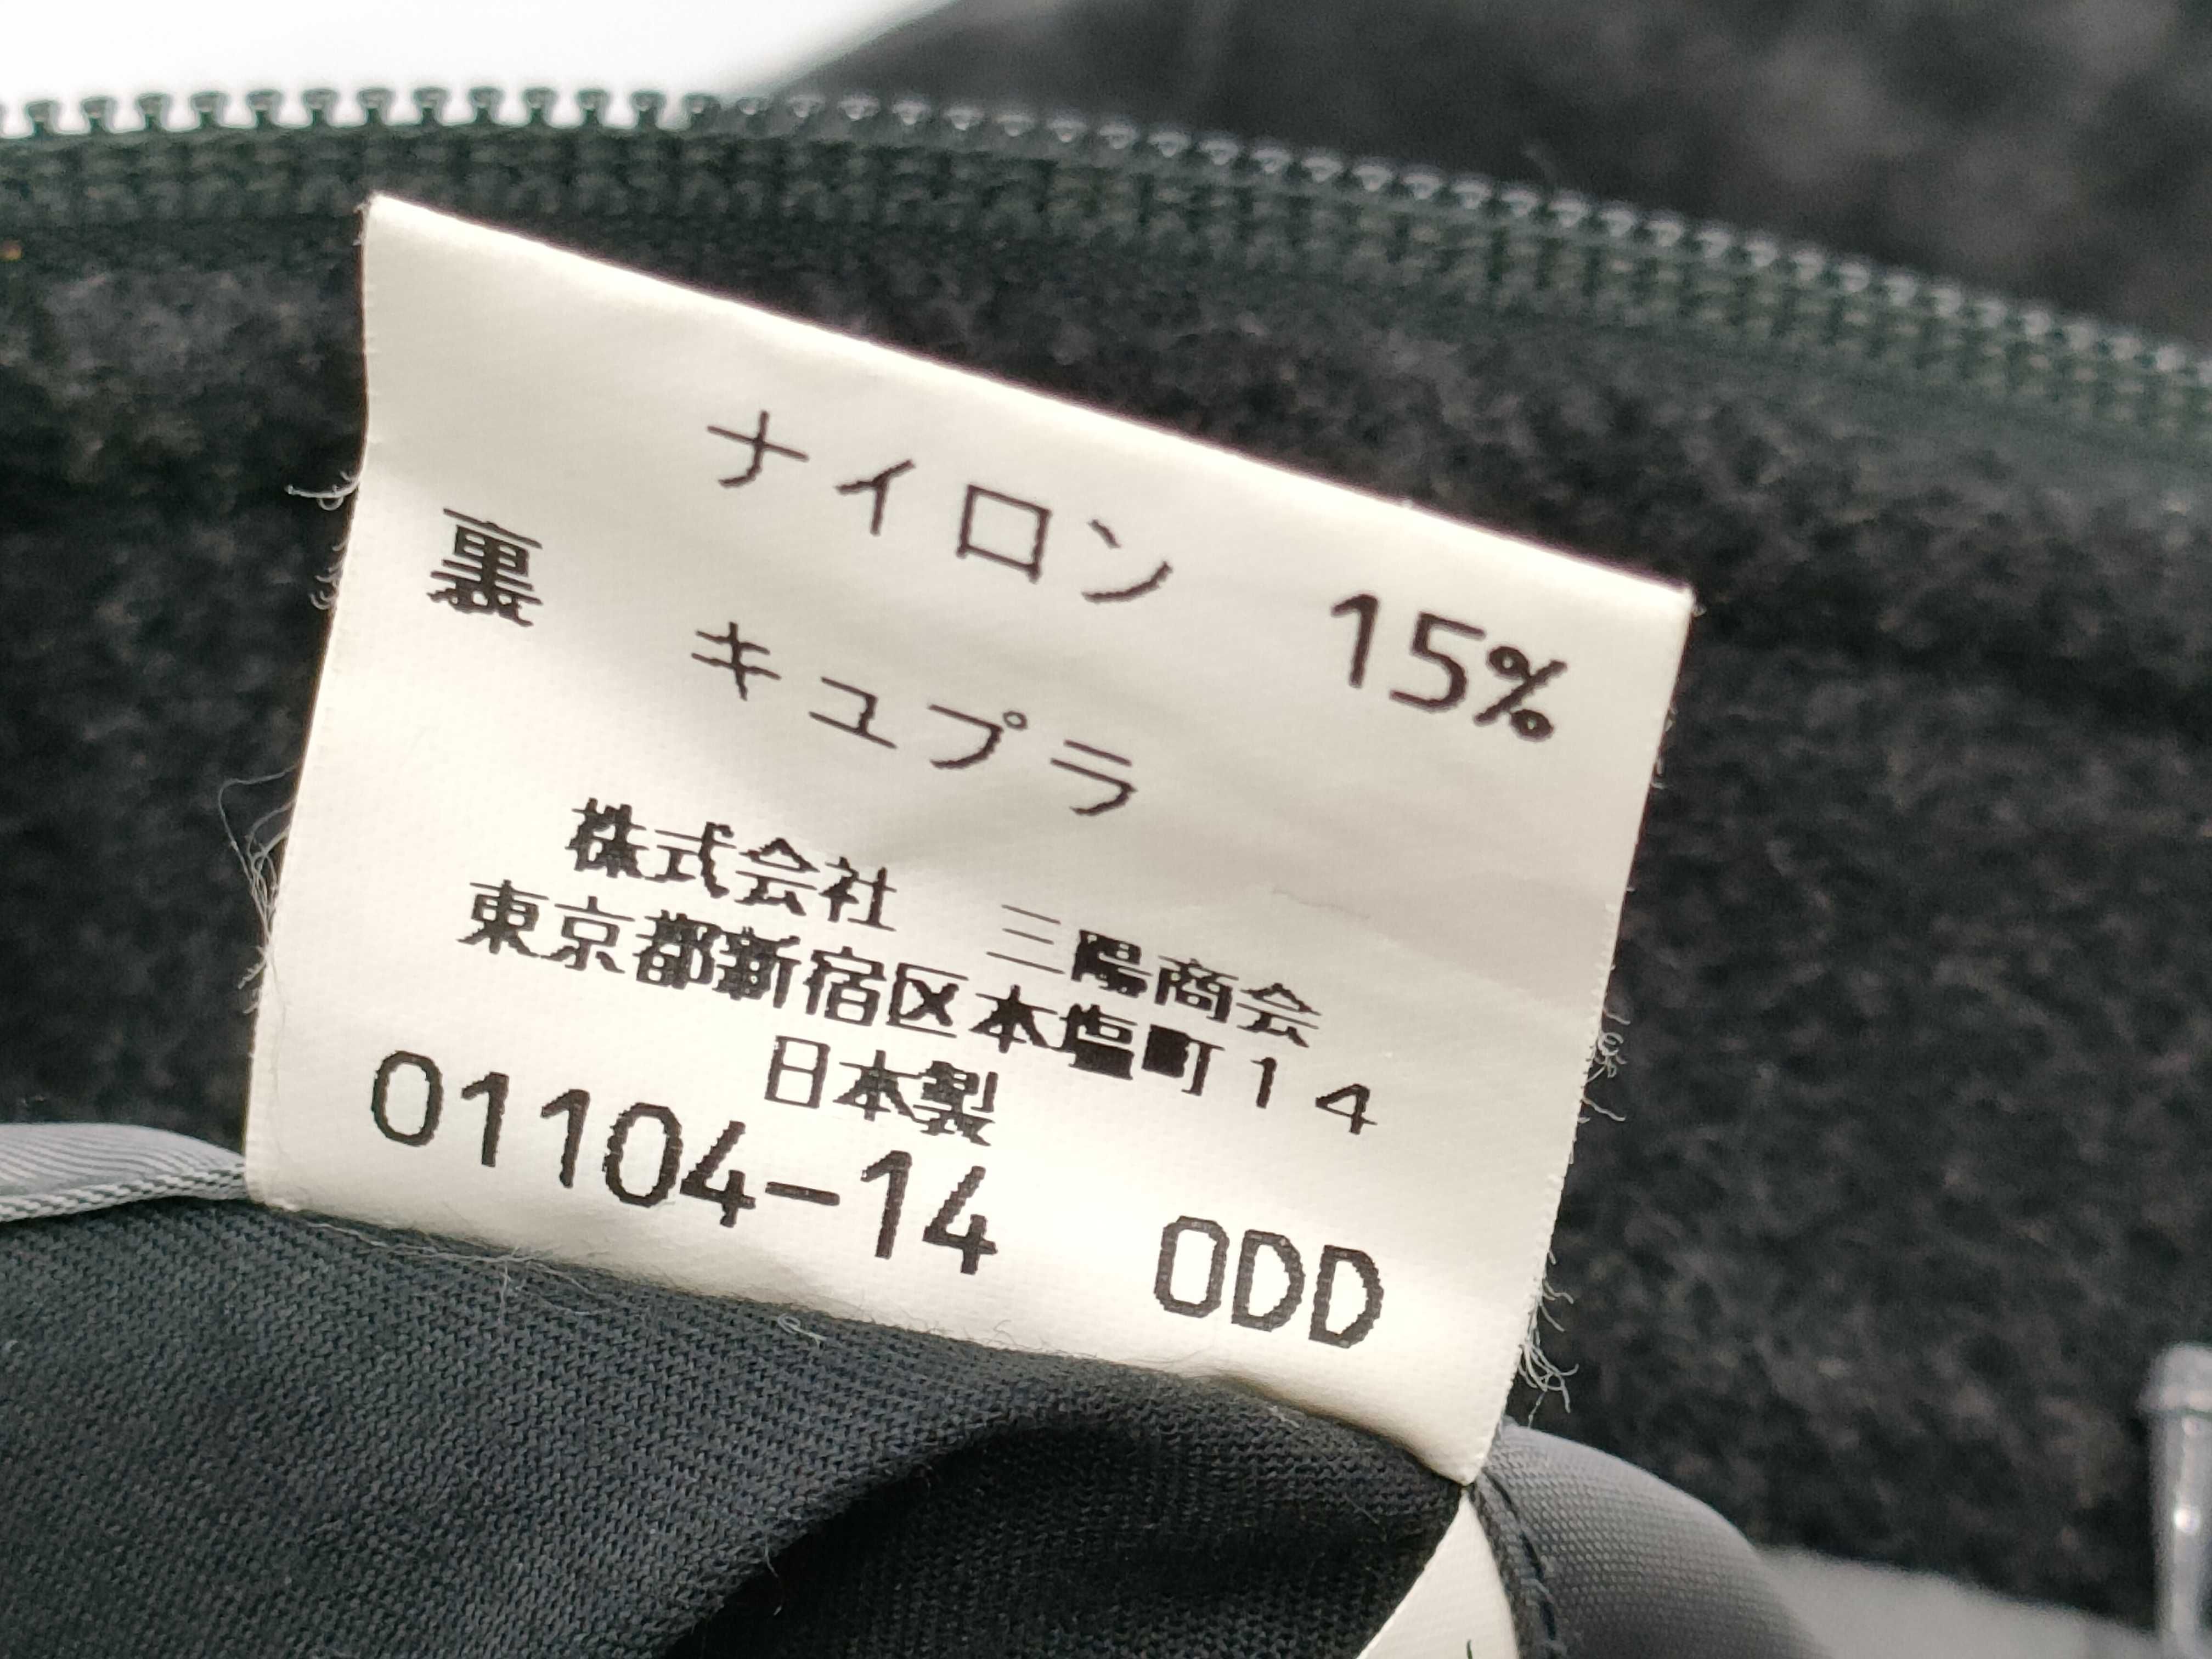 ナイロン 15%
裏 キュプラ
株式会社 三陽商会
東京都新宿区本塩町14
日本製
01104-14 0DD